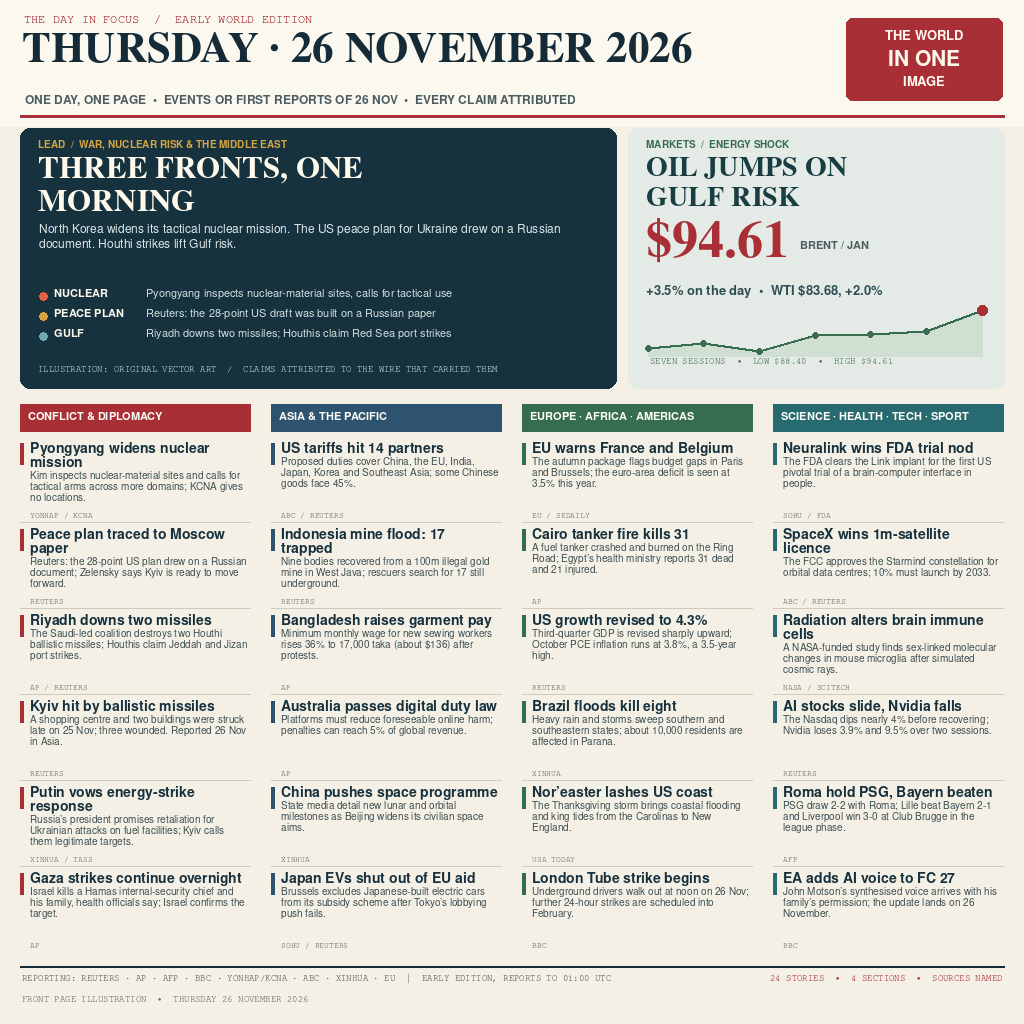 THE DAY IN FOCUS / EARLY WORLD EDITION
THURSDAY · 26 NOVEMBER 2026
ONE DAY, ONE PAGE • EVENTS OR FIRST REPORTS OF 26 NOV • EVERY CLAIM ATTRIBUTED
THE WORLD
IN ONE
IMAGE
LEAD / WAR, NUCLEAR RISK & THE MIDDLE EAST
THREE FRONTS, ONE
MORNING
North Korea widens its tactical nuclear mission. The US peace plan for Ukraine drew on a Russian
document. Houthi strikes lift Gulf risk.
NUCLEAR Pyongyang inspects nuclear-material sites, calls for tactical use
PEACE PLAN Reuters: the 28-point US draft was built on a Russian paper
GULF Riyadh downs two missiles; Houthis claim Red Sea port strikes
ILLUSTRATION: ORIGINAL VECTOR ART / CLAIMS ATTRIBUTED TO THE WIRE THAT CARRIED THEM
MARKETS / ENERGY SHOCK
OIL JUMPS ON
GULF RISK
$94.61 BRENT / JAN
+3.5% on the day • WTI $83.68, +2.0%
SEVEN SESSIONS • LOW $88.40 • HIGH $94.61
CONFLICT & DIPLOMACY
Pyongyang widens nuclear
mission
Kim inspects nuclear-material sites and calls for
tactical arms across more domains; KCNA gives
no locations.
YONHAP / KCNA
Peace plan traced to Moscow
paper
Reuters: the 28-point US plan drew on a Russian
document; Zelensky says Kyiv is ready to move
forward.
REUTERS
Riyadh downs two missiles
The Saudi-led coalition destroys two Houthi
ballistic missiles; Houthis claim Jeddah and Jizan
port strikes.
AP / REUTERS
Kyiv hit by ballistic missiles
A shopping centre and two buildings were struck
late on 25 Nov; three wounded. Reported 26 Nov
in Asia.
REUTERS
Putin vows energy-strike
response
Russia's president promises retaliation for
Ukrainian attacks on fuel facilities; Kyiv calls
them legitimate targets.
XINHUA / TASS
Gaza strikes continue overnight
Israel kills a Hamas internal-security chief and
his family, health officials say; Israel confirms the
target.
AP
ASIA & THE PACIFIC
US tariffs hit 14 partners
Proposed duties cover China, the EU, India,
Japan, Korea and Southeast Asia; some Chinese
goods face 45%.
ABC / REUTERS
Indonesia mine flood: 17
trapped
Nine bodies recovered from a 100m illegal gold
mine in West Java; rescuers search for 17 still
underground.
REUTERS
Bangladesh raises garment pay
Minimum monthly wage for new sewing workers
rises 36% to 17,000 taka (about $136) after
protests.
AP
Australia passes digital duty law
Platforms must reduce foreseeable online harm;
penalties can reach 5% of global revenue.
AP
China pushes space programme
State media detail new lunar and orbital
milestones as Beijing widens its civilian space
aims.
XINHUA
Japan EVs shut out of EU aid
Brussels excludes Japanese-built electric cars
from its subsidy scheme after Tokyo's lobbying
push fails.
SOHU / REUTERS
EUROPE · AFRICA · AMERICAS
EU warns France and Belgium
The autumn package flags budget gaps in Paris
and Brussels; the euro-area deficit is seen at
3.5% this year.
EU / SEDAILY
Cairo tanker fire kills 31
A fuel tanker crashed and burned on the Ring
Road; Egypt's health ministry reports 31 dead
and 21 injured.
AP
US growth revised to 4.3%
Third-quarter GDP is revised sharply upward;
October PCE inflation runs at 3.8%, a 3.5-year
high.
REUTERS
Brazil floods kill eight
Heavy rain and storms sweep southern and
southeastern states; about 10,000 residents are
affected in Parana.
XINHUA
Nor'easter lashes US coast
The Thanksgiving storm brings coastal flooding
and king tides from the Carolinas to New
England.
USA TODAY
London Tube strike begins
Underground drivers walk out at noon on 26 Nov;
further 24-hour strikes are scheduled into
February.
BBC
SCIENCE · HEALTH · TECH · SPORT
Neuralink wins FDA trial nod
The FDA clears the Link implant for the first US
pivotal trial of a brain-computer interface in
people.
SOHU / FDA
SpaceX wins 1m-satellite
licence
The FCC approves the Starmind constellation for
orbital data centres; 10% must launch by 2033.
ABC / REUTERS
Radiation alters brain immune
cells
A NASA-funded study finds sex-linked molecular
changes in mouse microglia after simulated
cosmic rays.
NASA / SCITECH
AI stocks slide, Nvidia falls
The Nasdaq dips nearly 4% before recovering;
Nvidia loses 3.9% and 9.5% over two sessions.
REUTERS
Roma hold PSG, Bayern beaten
PSG draw 2-2 with Roma; Lille beat Bayern 2-1
and Liverpool win 3-0 at Club Brugge in the
league phase.
AFP
EA adds AI voice to FC 27
John Motson's synthesised voice arrives with his
family's permission; the update lands on 26
November.
BBC
REPORTING: REUTERS · AP · AFP · BBC · YONHAP/KCNA · ABC · XINHUA · EU | EARLY EDITION, REPORTS TO 01:00 UTC
24 STORIES • 4 SECTIONS • SOURCES NAMED
FRONT PAGE ILLUSTRATION • THURSDAY 26 NOVEMBER 2026